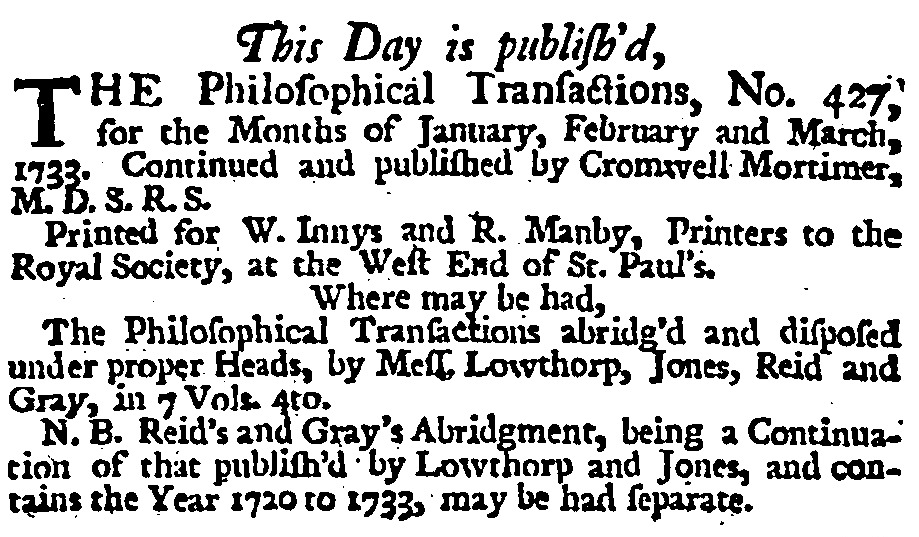 This Day is publiſh'd,
THE Philoſophical Tranſactions, No. 427,
for the Months of January, February and March,
1733. Continued and publiſhed by Cromwell Mortimer,
M. D. S. R. S.
Printed for W. Innys and R. Manby, Printers to the
Royal Society, at the Weſt End of St. Paul's.
Where may be had,
The Philoſophical Tranſactions abridg'd and diſpoſed
under proper Heads, by Meſſ. Lowthorp, Jones, Reid and
Gray, in 7 Vols. 4to.
N. B. Reid's and Gray's Abridgment, being a Continua-
tion of that publiſh'd by Lowthorp and Jones, and con-
tains the Year 1720 to 1733, may be had ſeparate.